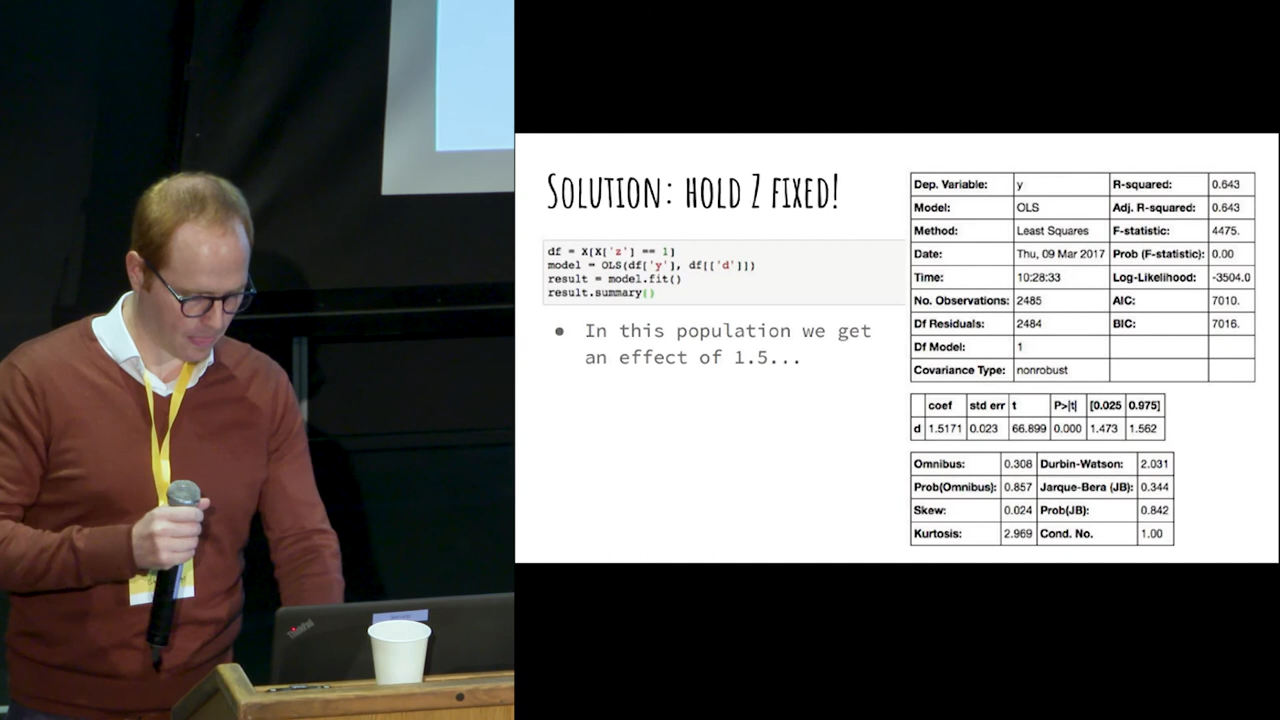 Solution: hold Z fixed!
df = X[X['z'] == 1]
model = OLS(df['y'], df[['d']])
result = model.fit()
result.summary()
● In this population we get
an effect of 1.5...
Dep. Variable: y R-squared: 0.643
Model: OLS Adj. R-squared: 0.643
Method: Least Squares F-statistic: 4475.
Date: Thu, 09 Mar 2017 Prob (F-statistic): 0.00
Time: 10:28:33 Log-Likelihood: -3504.0
No. Observations: 2485 AIC: 7010.
Df Residuals: 2484 BIC: 7016.
Df Model: 1
Covariance Type: nonrobust
coef std err t P>|t| [0.025 0.975]
d 1.5171 0.023 66.899 0.000 1.473 1.562
Omnibus: 0.308 Durbin-Watson: 2.031
Prob(Omnibus): 0.857 Jarque-Bera (JB): 0.344
Skew: 0.024 Prob(JB): 0.842
Kurtosis: 2.969 Cond. No. 1.00
ThinkPad